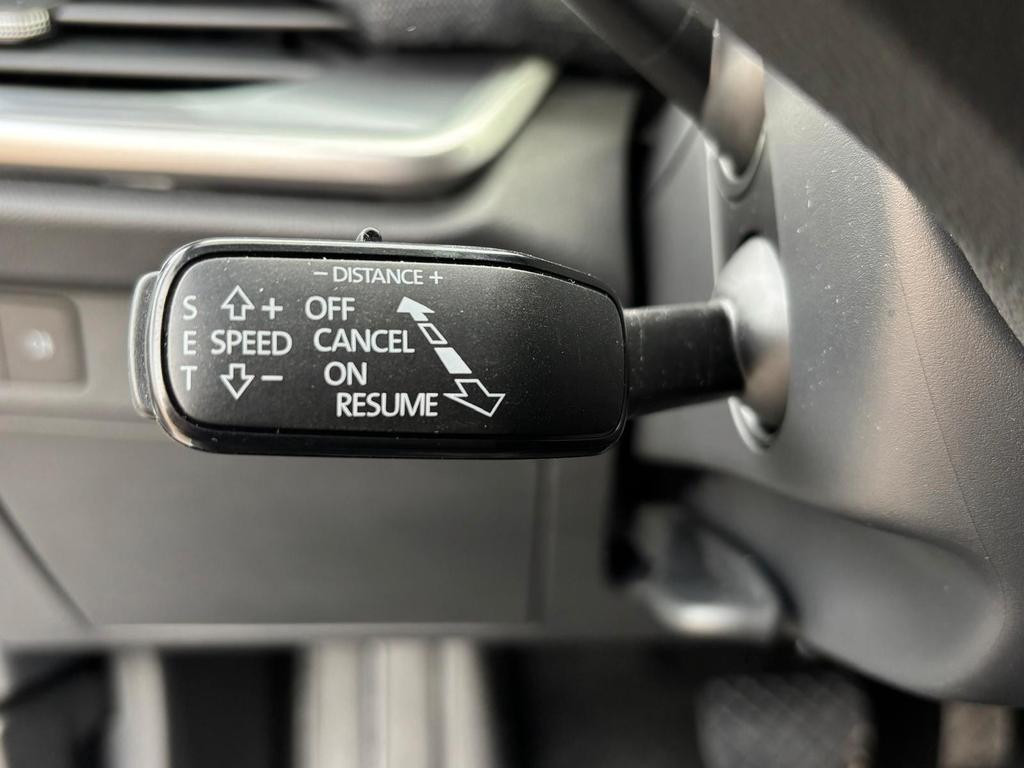 − DISTANCE +
S + OFF
E SPEED CANCEL
T − ON
RESUME